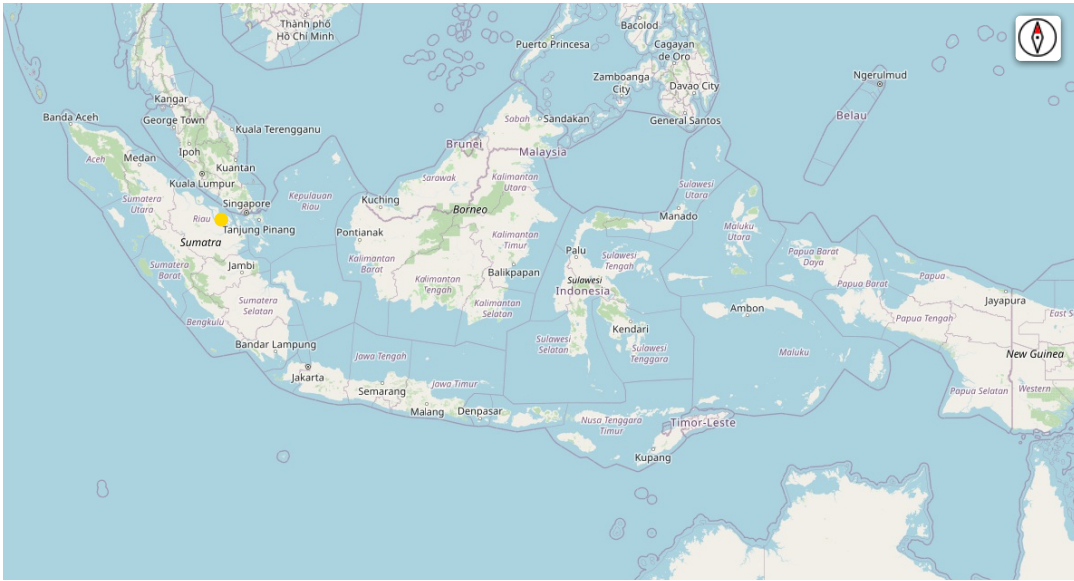 Thành phố
Hồ Chí Minh
Bacolod
Puerto Princesa
Cagayan
de Oro
Zamboanga
City
Davao City
Ngerulmud
Kangar
Banda Aceh
George Town
Kuala Terengganu
Sabah
Sandakan
General Santos
Belau
Ipoh
Brunei
Malaysia
Aceh
Medan
Kuantan
Kuala Lumpur
Sarawak
Kalimantan
Utara
Sulawesi
Utara
Sumatera
Utara
Singapore
Kepulauan
Riau
Kuching
Borneo
Manado
Riau
Tanjung Pinang
Pontianak
Maluku
Utara
Sumatra
Kalimantan
Timur
Palu
Papua Barat
Daya
Sumatera
Barat
Jambi
Kalimantan
Barat
Balikpapan
Sulawesi
Tengah
Papua
Kalimantan
Tengah
Sulawesi
Indonesia
Papua Barat
Sumatera
Selatan
Kalimantan
Selatan
Ambon
Jayapura
Bengkulu
Kendari
Papua Tengah
East S
Bandar Lampung
Sulawesi
Selatan
Sulawesi
Tenggara
Jawa Tengah
Maluku
New Guinea
Jakarta
Jawa Timur
Semarang
Papua Selatan
Western
Malang
Denpasar
Nusa Tenggara
Timur
Timor-Leste
Kupang